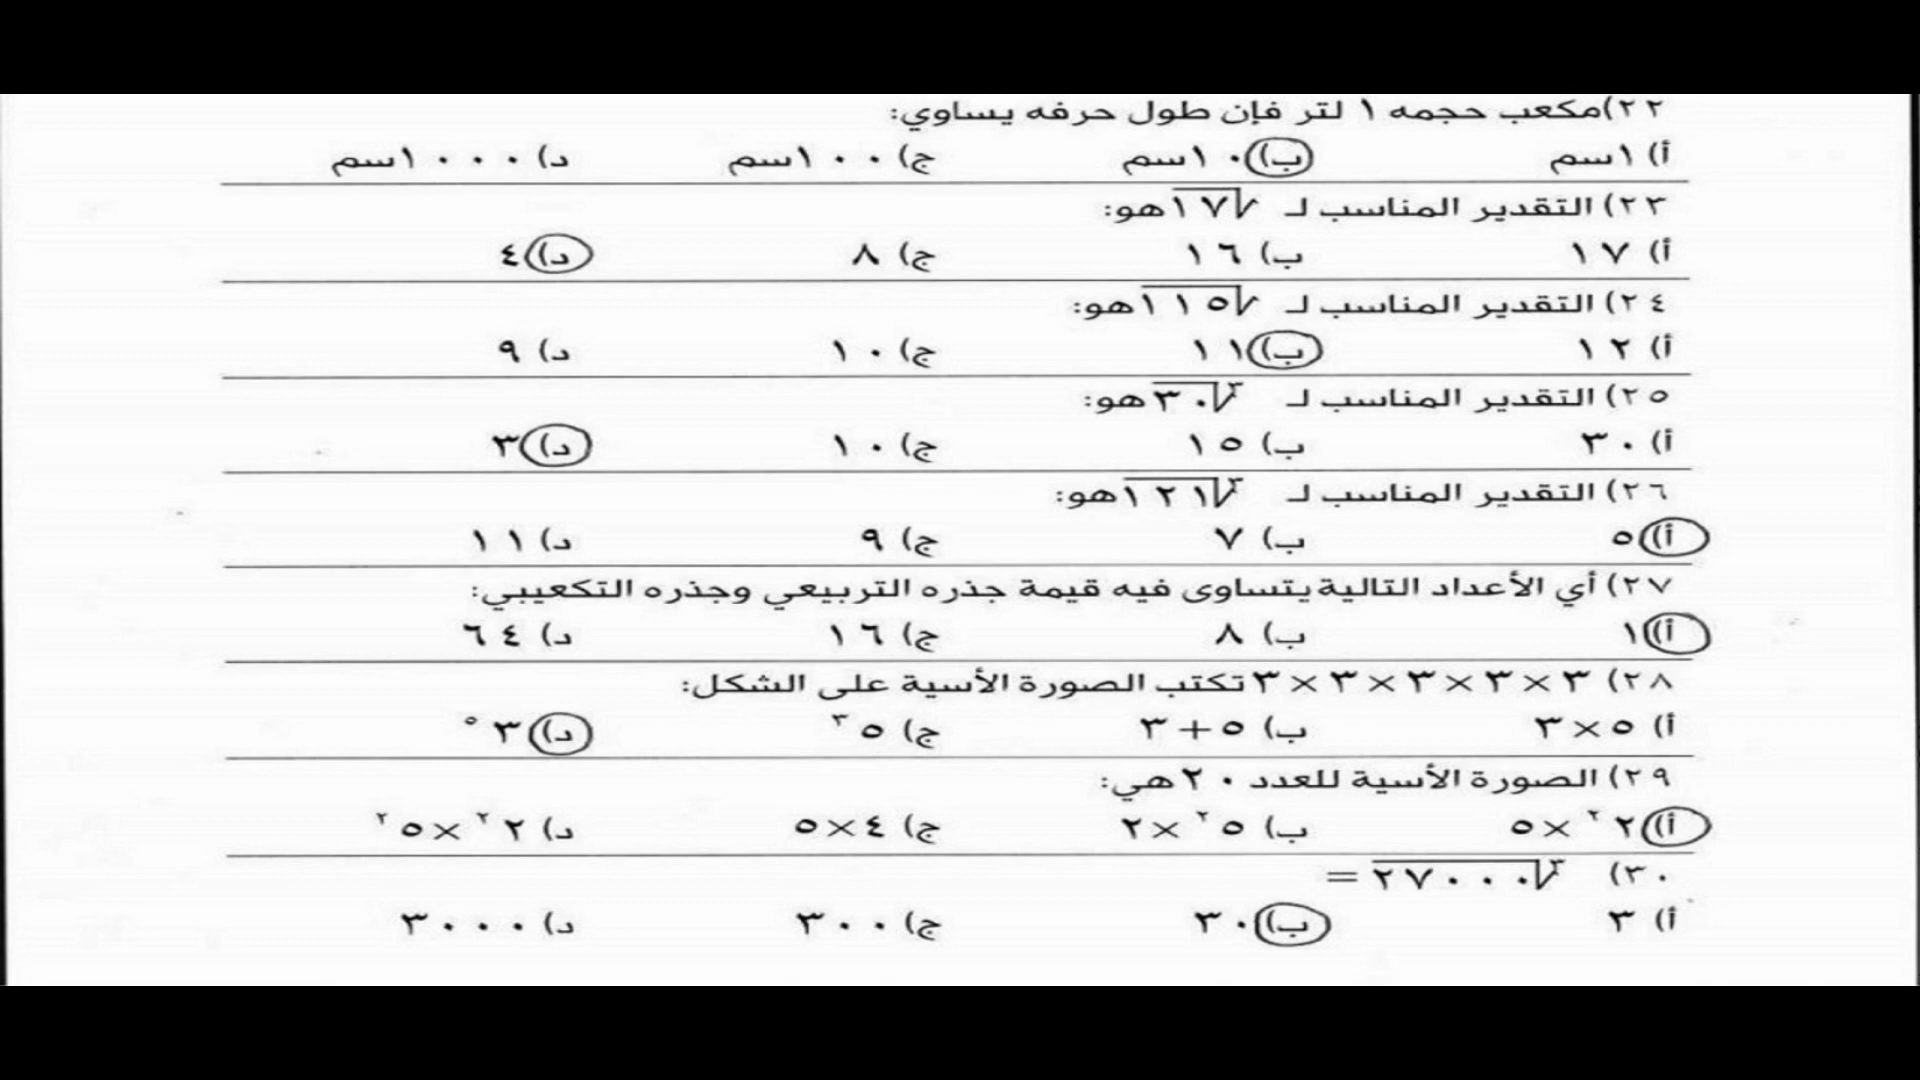 ٢٢) مكعب حجمه ١ لتر فإن طول حرفه يساوي:
أ) ١سم ب) ١٠سم ج) ١٠٠سم د) ١٠٠٠سم
٢٣) التقدير المناسب لـ √١٧ هو:
أ) ١٧ ب) ١٦ ج) ٨ د) ٤
٢٤) التقدير المناسب لـ √١١٥ هو:
أ) ١٢ ب) ١١ ج) ١٠ د) ٩
٢٥) التقدير المناسب لـ ∛٣٠ هو:
أ) ٣٠ ب) ١٥ ج) ١٠ د) ٣
٢٦) التقدير المناسب لـ ∛١٢١ هو:
أ) ٥ ب) ٧ ج) ٩ د) ١١
٢٧) أي الأعداد التالية يتساوى فيه قيمة جذره التربيعي وجذره التكعيبي:
أ) ١ ب) ٨ ج) ١٦ د) ٦٤
٢٨) ٣×٣×٣×٣×٣ تكتب الصورة الأسية على الشكل:
أ) ٥×٣ ب) ٥+٣ ج) ٥^٣ د) ٣^٥
٢٩) الصورة الأسية للعدد ٢٠ هي:
أ) ٢^٢ ×٥ ب) ٥^٢ ×٢ ج) ٤×٥ د) ٢^٢ ×٥^٢
٣٠) ∛٢٧٠٠٠ =
أ) ٣ ب) ٣٠ ج) ٣٠٠ د) ٣٠٠٠